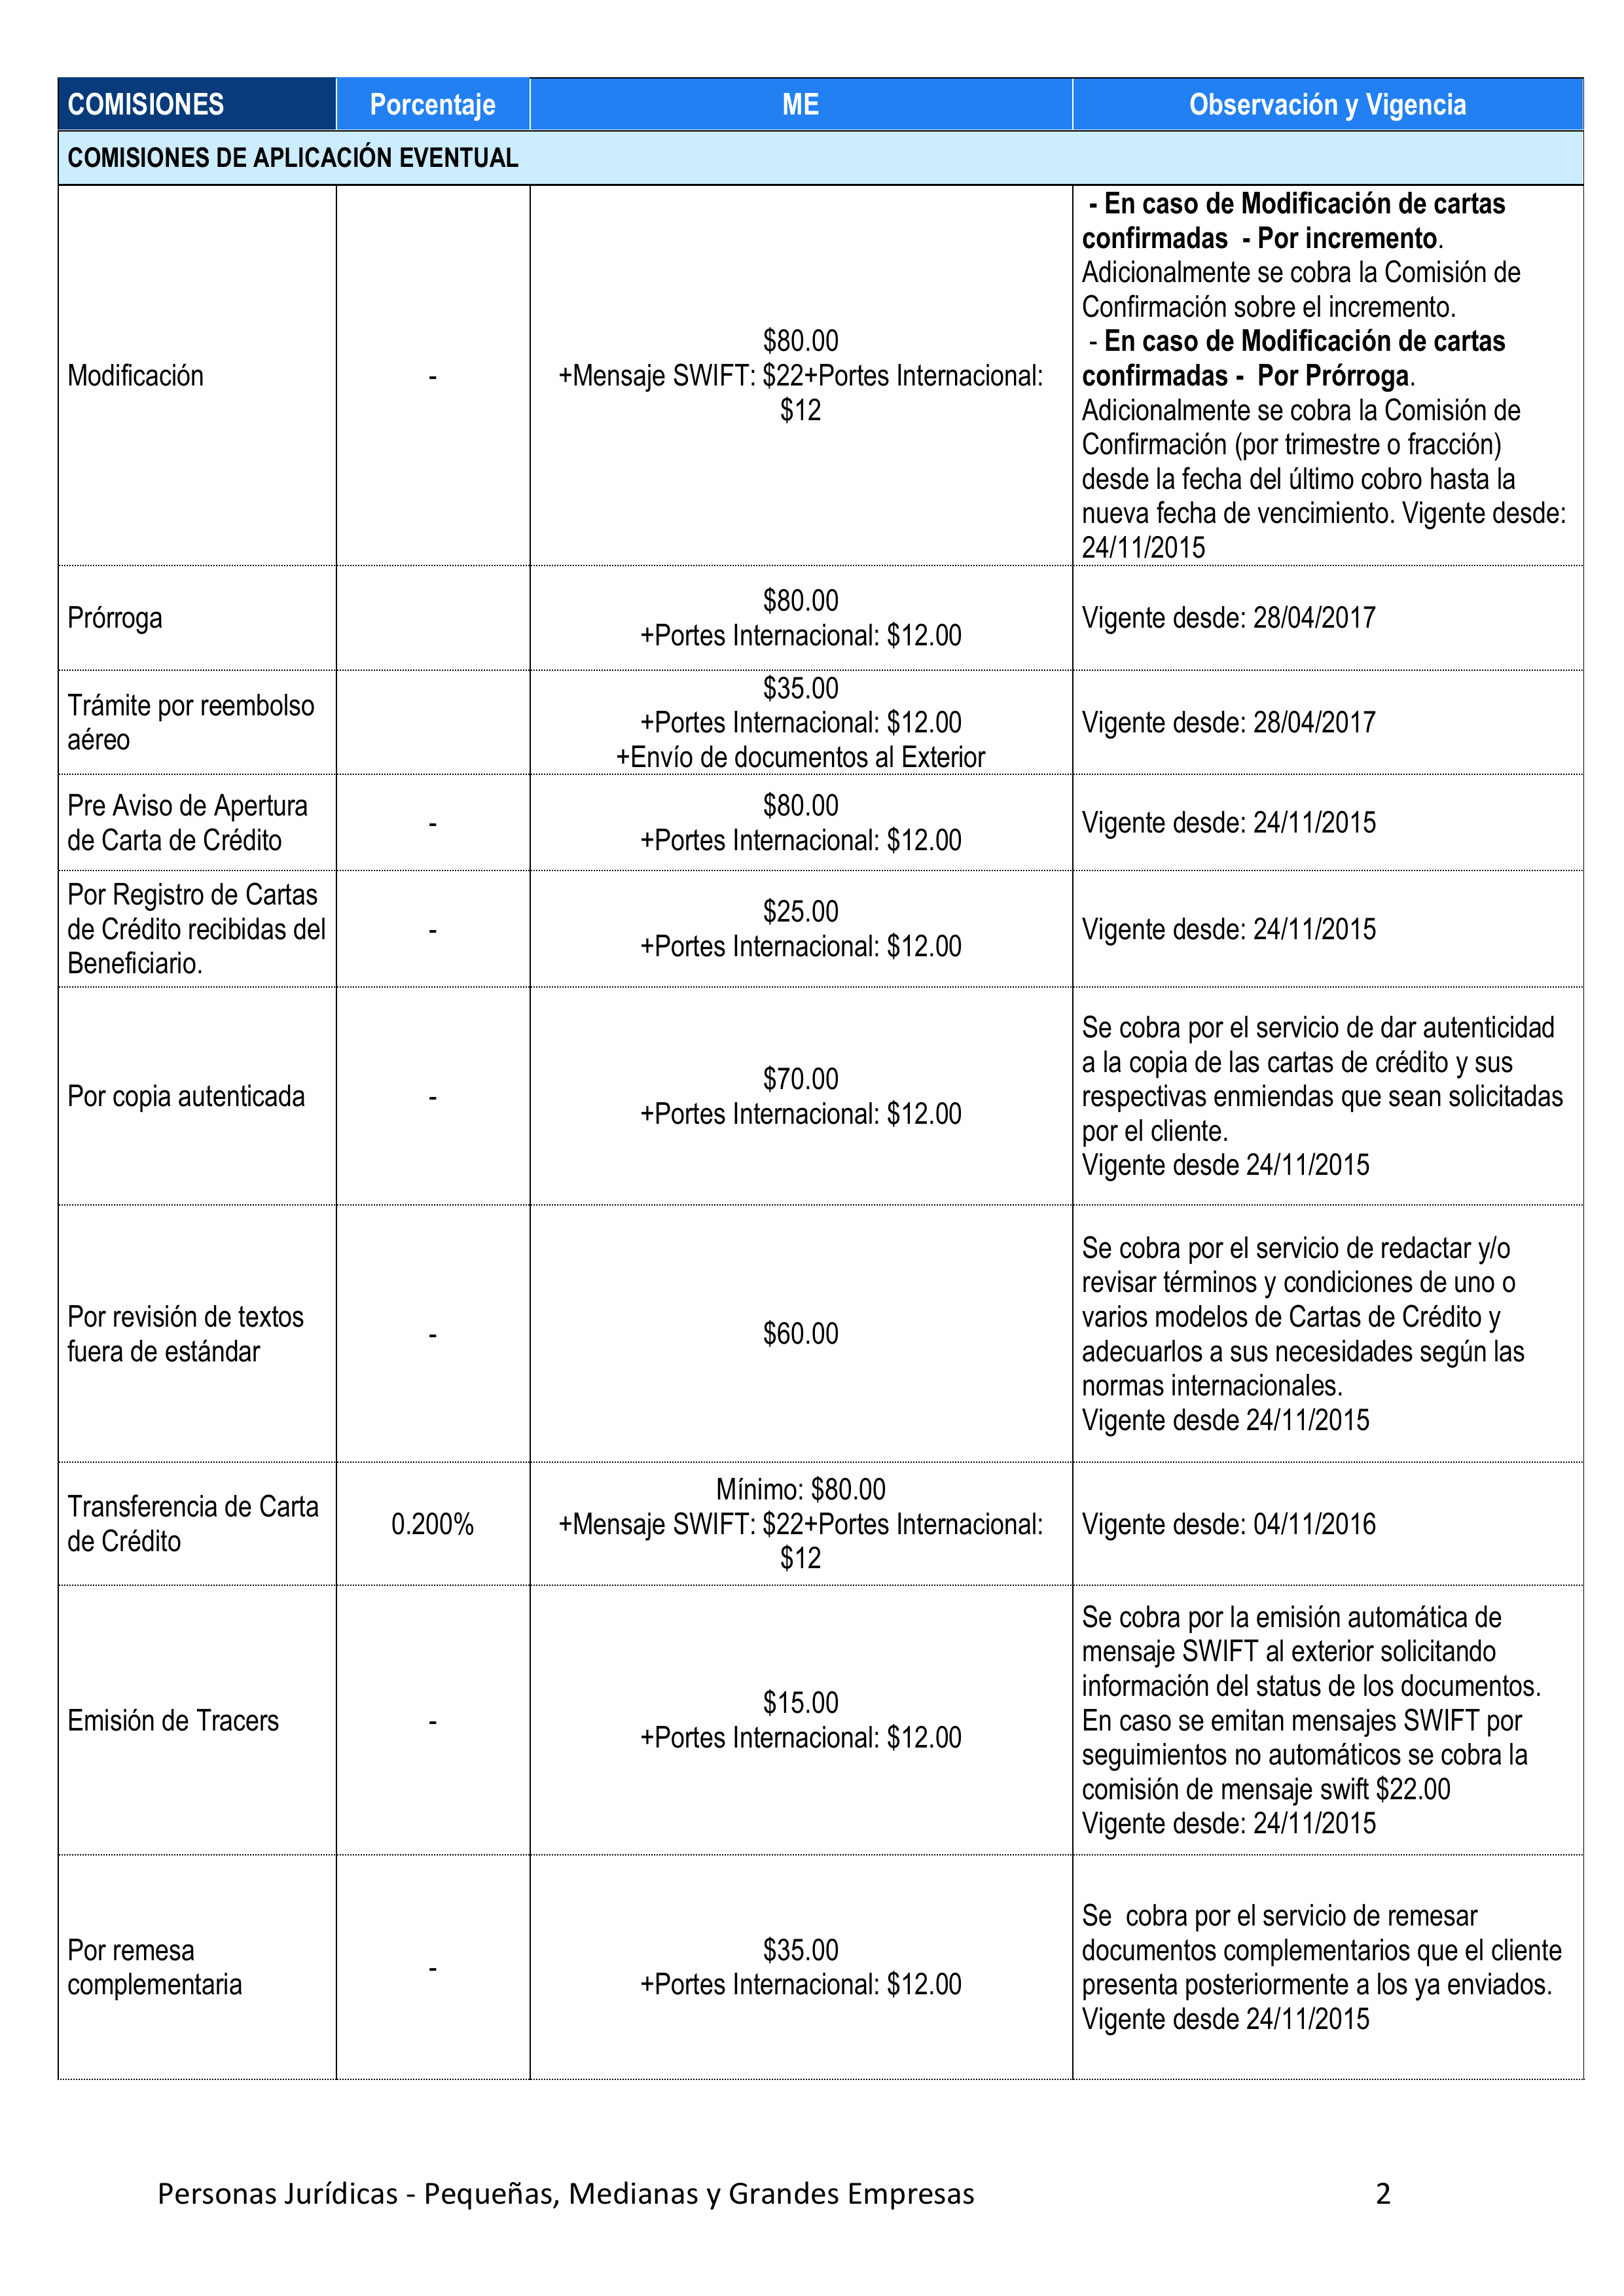 COMISIONES
Porcentaje
ME
Observación y Vigencia
COMISIONES DE APLICACIÓN EVENTUAL
Modificación
-
$80.00
+Mensaje SWIFT: $22+Portes Internacional:
$12
- En caso de Modificación de cartas
confirmadas  - Por incremento.
Adicionalmente se cobra la Comisión de
Confirmación sobre el incremento.
- En caso de Modificación de cartas
confirmadas -  Por Prórroga.
Adicionalmente se cobra la Comisión de
Confirmación (por trimestre o fracción)
desde la fecha del último cobro hasta la
nueva fecha de vencimiento. Vigente desde:
24/11/2015
Prórroga
$80.00
+Portes Internacional: $12.00
Vigente desde: 28/04/2017
Trámite por reembolso
aéreo
$35.00
+Portes Internacional: $12.00
+Envío de documentos al Exterior
Vigente desde: 28/04/2017
Pre Aviso de Apertura
de Carta de Crédito
-
$80.00
+Portes Internacional: $12.00
Vigente desde: 24/11/2015
Por Registro de Cartas
de Crédito recibidas del
Beneficiario.
-
$25.00
+Portes Internacional: $12.00
Vigente desde: 24/11/2015
Por copia autenticada
-
$70.00
+Portes Internacional: $12.00
Se cobra por el servicio de dar autenticidad
a la copia de las cartas de crédito y sus
respectivas enmiendas que sean solicitadas
por el cliente.
Vigente desde 24/11/2015
Por revisión de textos
fuera de estándar
-
$60.00
Se cobra por el servicio de redactar y/o
revisar términos y condiciones de uno o
varios modelos de Cartas de Crédito y
adecuarlos a sus necesidades según las
normas internacionales.
Vigente desde 24/11/2015
Transferencia de Carta
de Crédito
0.200%
Mínimo: $80.00
+Mensaje SWIFT: $22+Portes Internacional:
$12
Vigente desde: 04/11/2016
Emisión de Tracers
-
$15.00
+Portes Internacional: $12.00
Se cobra por la emisión automática de
mensaje SWIFT al exterior solicitando
información del status de los documentos.
En caso se emitan mensajes SWIFT por
seguimientos no automáticos se cobra la
comisión de mensaje swift $22.00
Vigente desde: 24/11/2015
Por remesa
complementaria
-
$35.00
+Portes Internacional: $12.00
Se  cobra por el servicio de remesar
documentos complementarios que el cliente
presenta posteriormente a los ya enviados.
Vigente desde 24/11/2015
Personas Jurídicas - Pequeñas, Medianas y Grandes Empresas
2